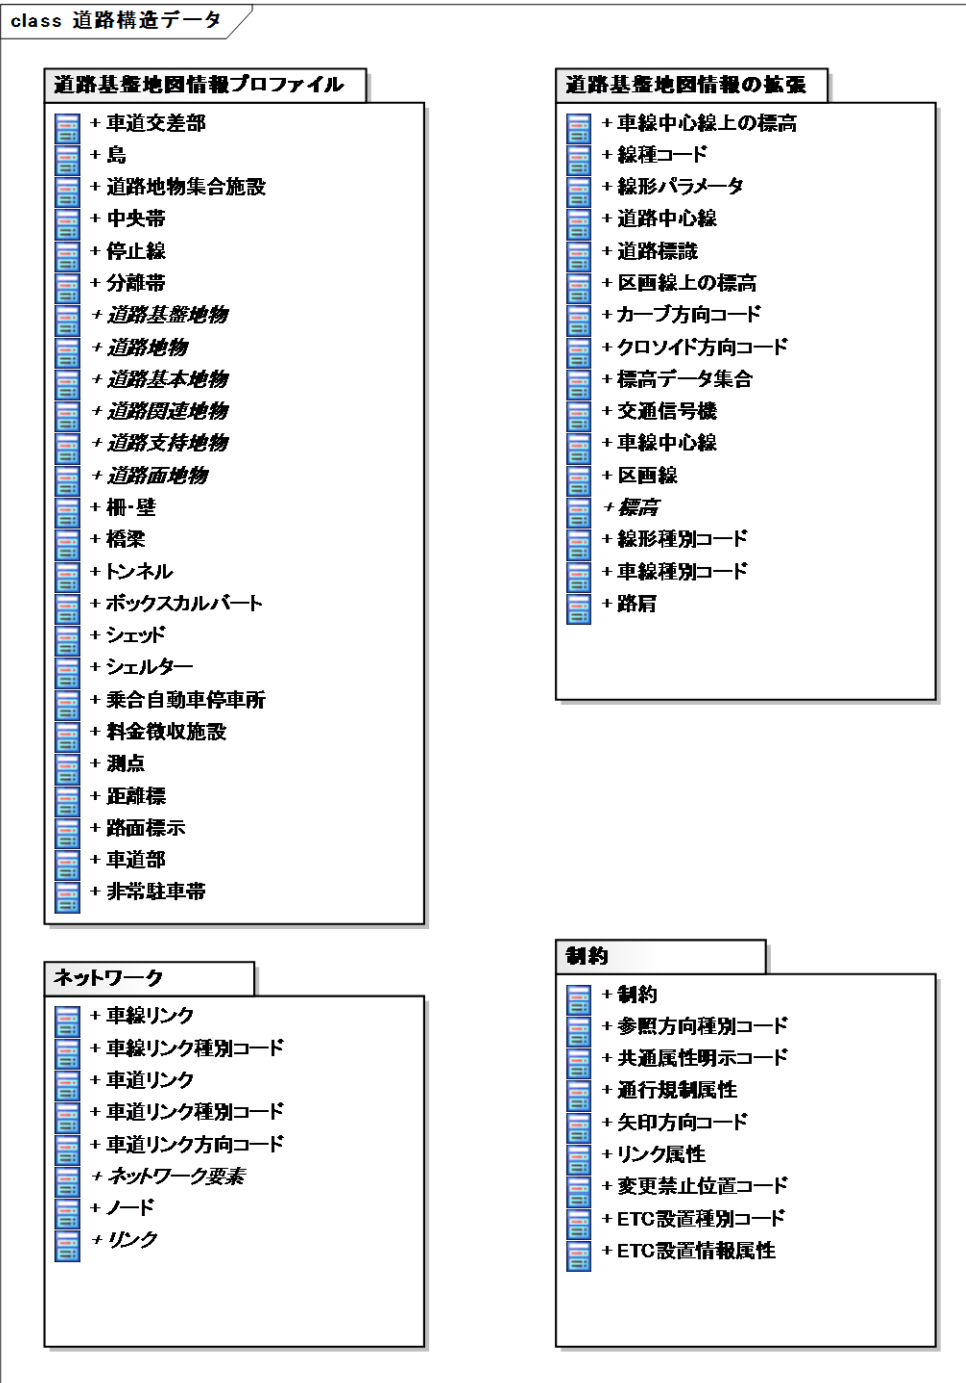 class 道路構造データ
道路基盤地図情報プロファイル
+ 車道交差部
+ 島
+ 道路地物集合施設
+ 中央帯
+ 停止線
+ 分離帯
+ 道路基盤地物
+ 道路地物
+ 道路基本地物
+ 道路関連地物
+ 道路支持地物
+ 道路面地物
+ 柵・壁
+ 橋梁
+ トンネル
+ ボックスカルバート
+ シェッド
+ シェルター
+ 乗合自動車停車所
+ 料金徴収施設
+ 測点
+ 距離標
+ 路面標示
+ 車道部
+ 非常駐車帯
道路基盤地図情報の拡張
+ 車線中心線上の標高
+ 線種コード
+ 線形パラメータ
+ 道路中心線
+ 道路標識
+ 区画線上の標高
+ カーブ方向コード
+ クロソイド方向コード
+ 標高データ集合
+ 交通信号機
+ 車線中心線
+ 区画線
+ 標高
+ 線形種別コード
+ 車線種別コード
+ 路肩
ネットワーク
+ 車線リンク
+ 車線リンク種別コード
+ 車道リンク
+ 車道リンク種別コード
+ 車道リンク方向コード
+ ネットワーク要素
+ ノード
+ リンク
制約
+ 制約
+ 参照方向種別コード
+ 共通属性明示コード
+ 通行規制属性
+ 矢印方向コード
+ リンク属性
+ 変更禁止位置コード
+ ETC設置種別コード
+ ETC設置情報属性